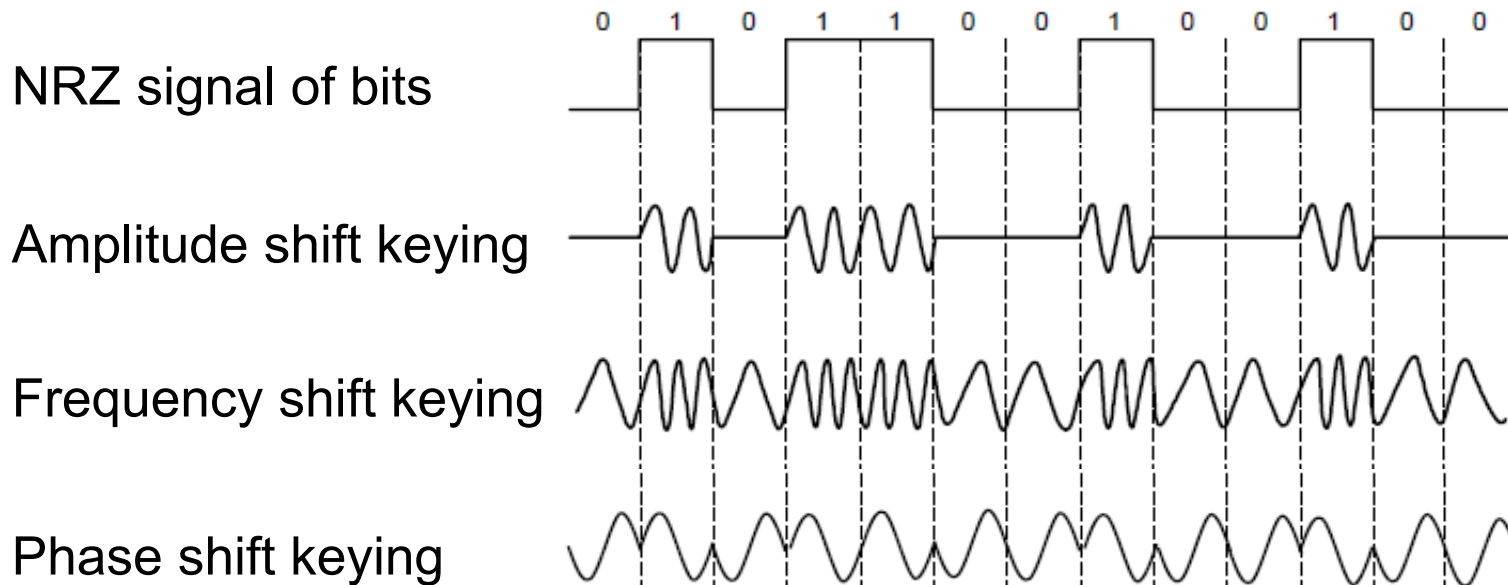 0 1 0 1 1 0 0 1 0 0 1 0 0
NRZ signal of bits
Amplitude shift keying
Frequency shift keying
Phase shift keying